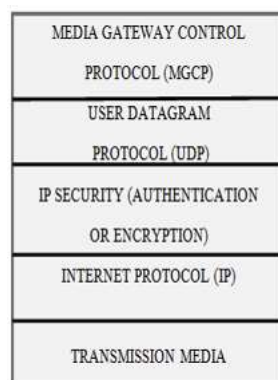 MEDIA GATEWAY CONTROL
PROTOCOL (MGCP)
USER DATAGRAM
PROTOCOL (UDP)
IP SECURITY (AUTHENTICATION
OR ENCRYPTION)
INTERNET PROTOCOL (IP)
TRANSMISSION MEDIA